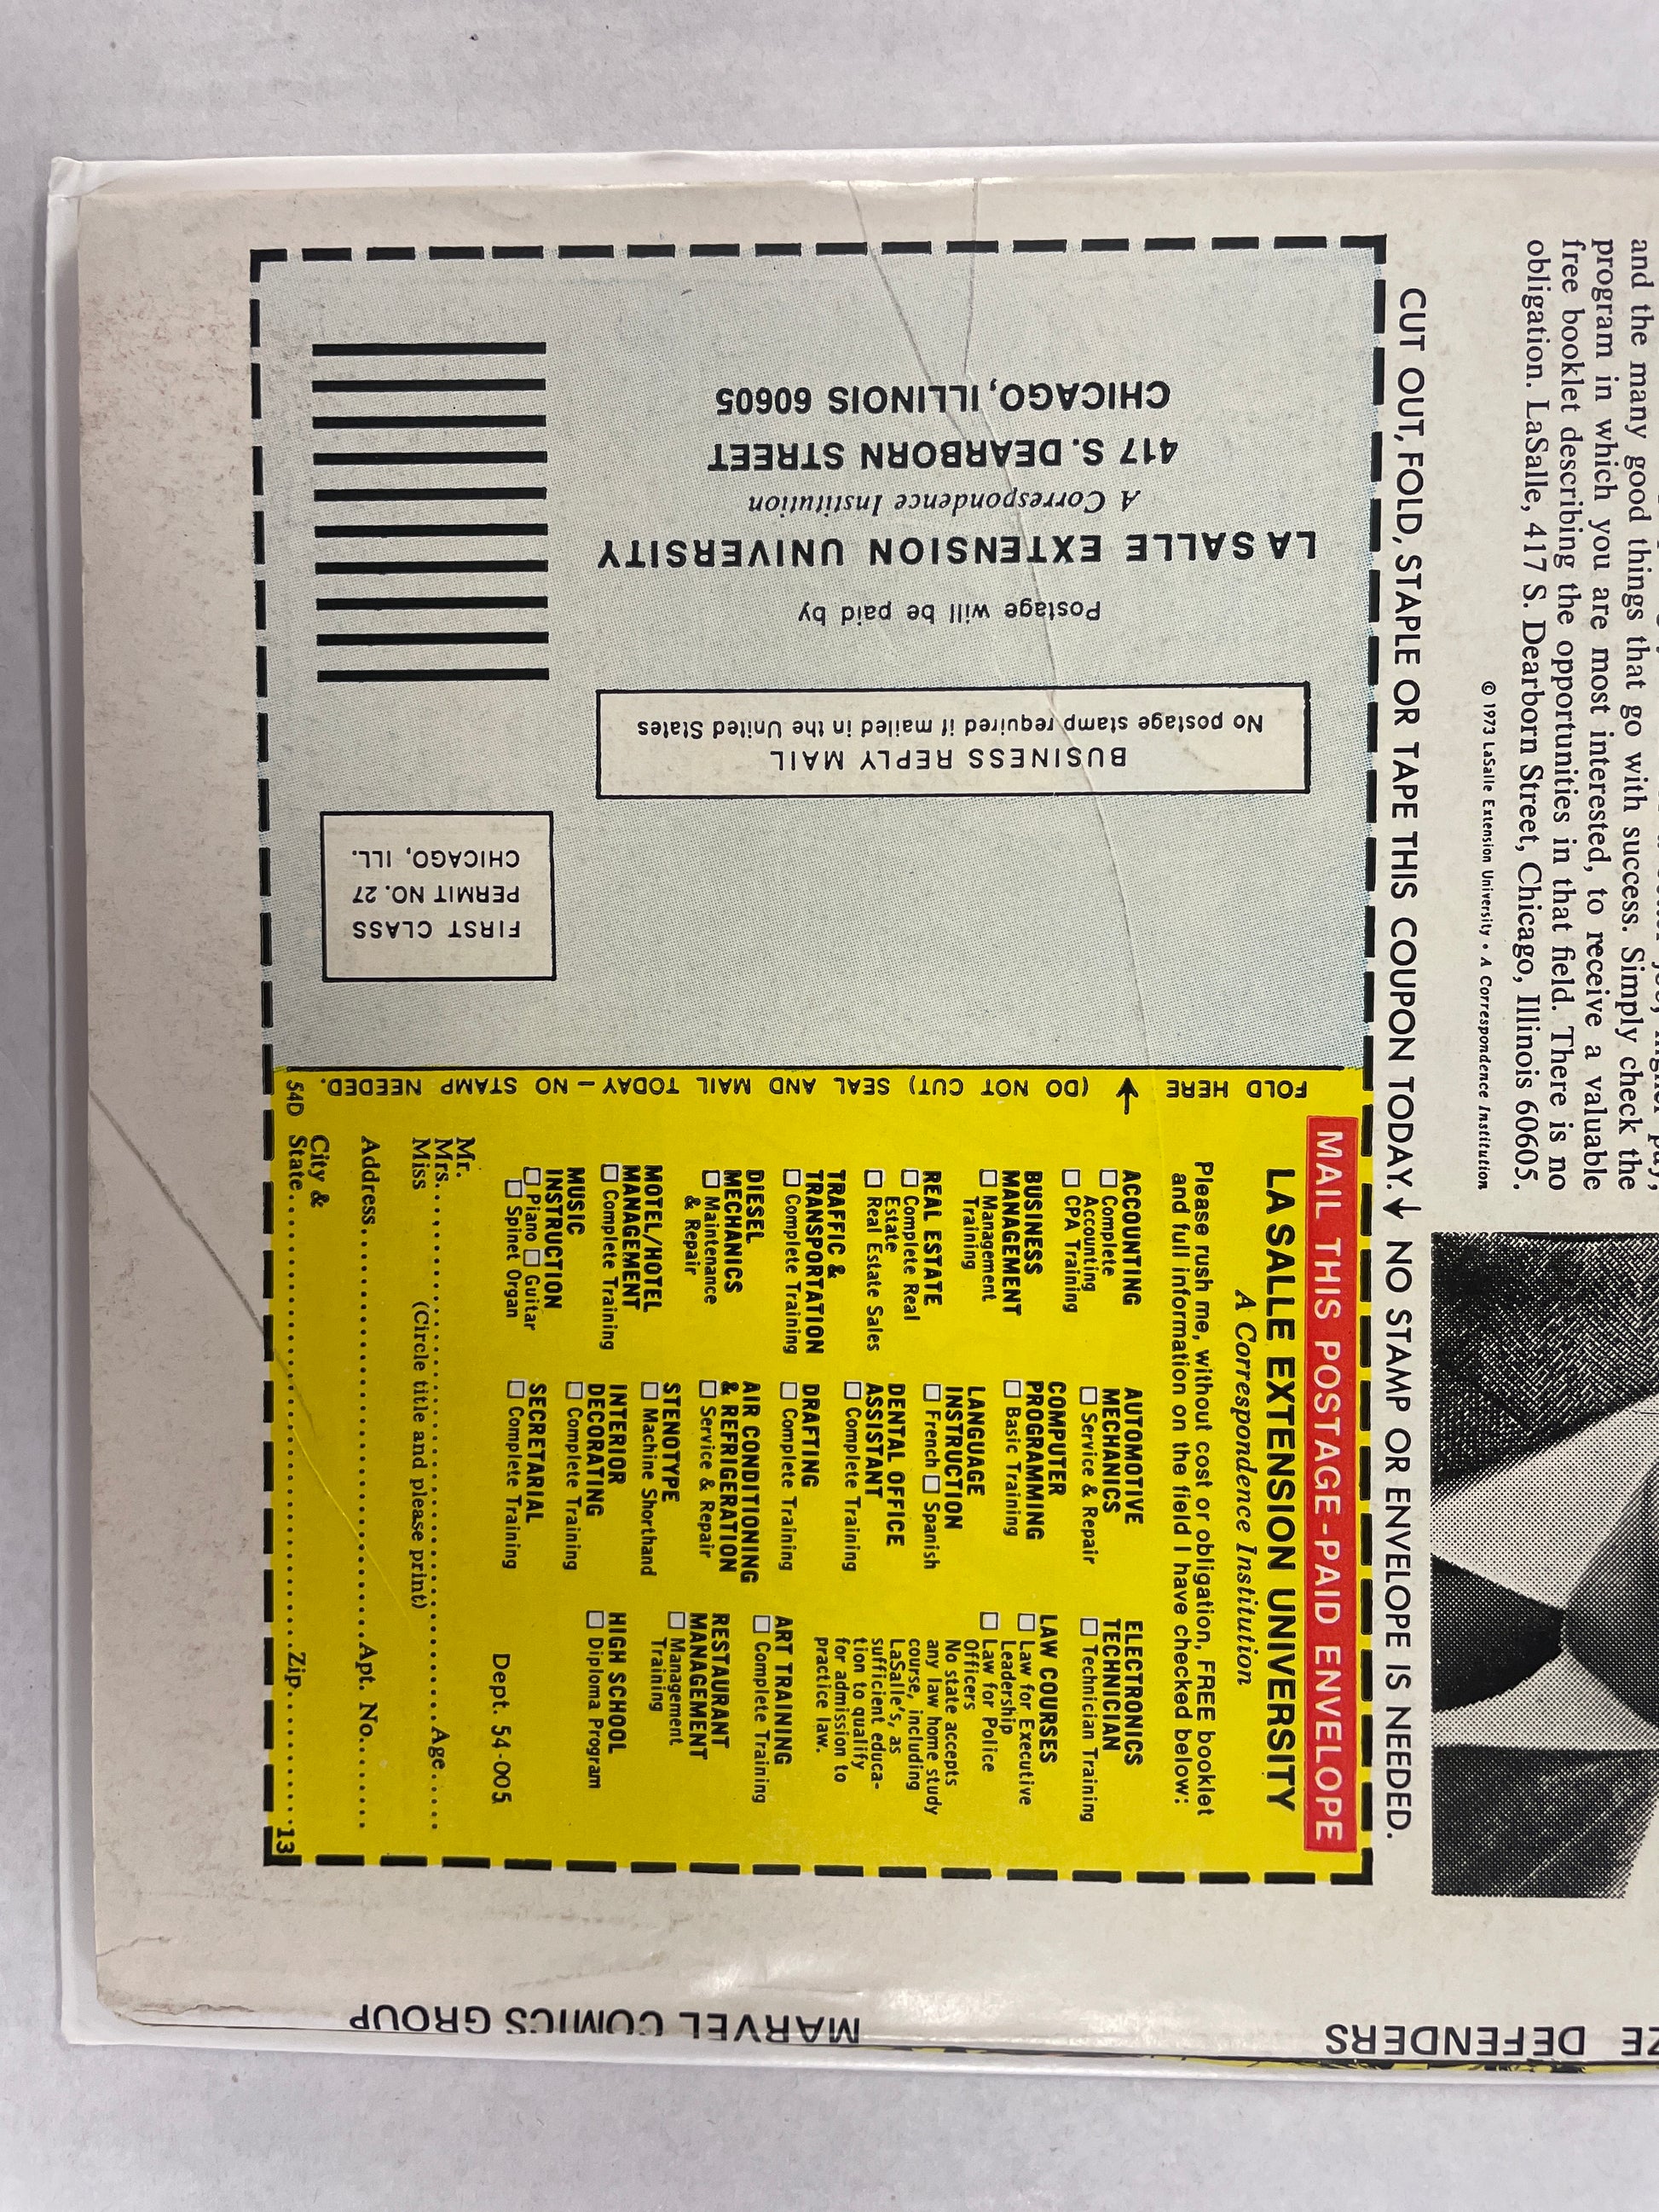 and the many good things that go with success. Simply check the
program in which you are most interested, to receive a valuable
free booklet describing the opportunities in that field. There is no
obligation. LaSalle, 417 S. Dearborn Street, Chicago, Illinois 60605.
© 1973 LaSalle Extension University • A Correspondence Institution
CUT OUT, FOLD, STAPLE OR TAPE THIS COUPON TODAY. ↓ NO STAMP OR ENVELOPE IS NEEDED.
MAIL THIS POSTAGE-PAID ENVELOPE
LA SALLE EXTENSION UNIVERSITY
A Correspondence Institution
Please rush me, without cost or obligation, FREE booklet
and full information on the field I have checked below:
ACCOUNTING
☐ Complete
Accounting
☐ CPA Training
BUSINESS
MANAGEMENT
☐ Management
Training
REAL ESTATE
☐ Complete Real
Estate
☐ Real Estate Sales
TRAFFIC &
TRANSPORTATION
☐ Complete Training
DIESEL
MECHANICS
☐ Maintenance
& Repair
MOTEL/HOTEL
MANAGEMENT
☐ Complete Training
MUSIC
INSTRUCTION
☐ Piano ☐ Guitar
☐ Spinet Organ
AUTOMOTIVE
MECHANICS
☐ Service & Repair
COMPUTER
PROGRAMMING
☐ Basic Training
LANGUAGE
INSTRUCTION
☐ French ☐ Spanish
DENTAL OFFICE
ASSISTANT
☐ Complete Training
DRAFTING
☐ Complete Training
AIR CONDITIONING
& REFRIGERATION
☐ Service & Repair
STENOTYPE
☐ Machine Shorthand
INTERIOR
DECORATING
☐ Complete Training
SECRETARIAL
☐ Complete Training
ELECTRONICS
TECHNICIAN
☐ Technician Training
LAW COURSES
☐ Law for Executive
Leadership
☐ Law for Police
Officers
No state accepts
any law home study
course, including
LaSalle's, as
sufficient educa-
tion to qualify
for admission to
practice law.
ART TRAINING
☐ Complete Training
RESTAURANT
MANAGEMENT
☐ Management
Training
HIGH SCHOOL
☐ Diploma Program
Dept. 54-005
Mr.
Mrs.
Miss
Age
(Circle title and please print)
Address Apt. No.
City &
State Zip
54D
13
FOLD HERE ↑ (DO NOT CUT) SEAL AND MAIL TODAY – NO STAMP NEEDED.
FIRST CLASS
PERMIT NO. 27
CHICAGO, ILL.
BUSINESS REPLY MAIL
No postage stamp required if mailed in the United States
Postage will be paid by
LA SALLE EXTENSION UNIVERSITY
A Correspondence Institution
417 S. DEARBORN STREET
CHICAGO, ILLINOIS 60605
DEFENDERS
MARVEL COMICS GROUP